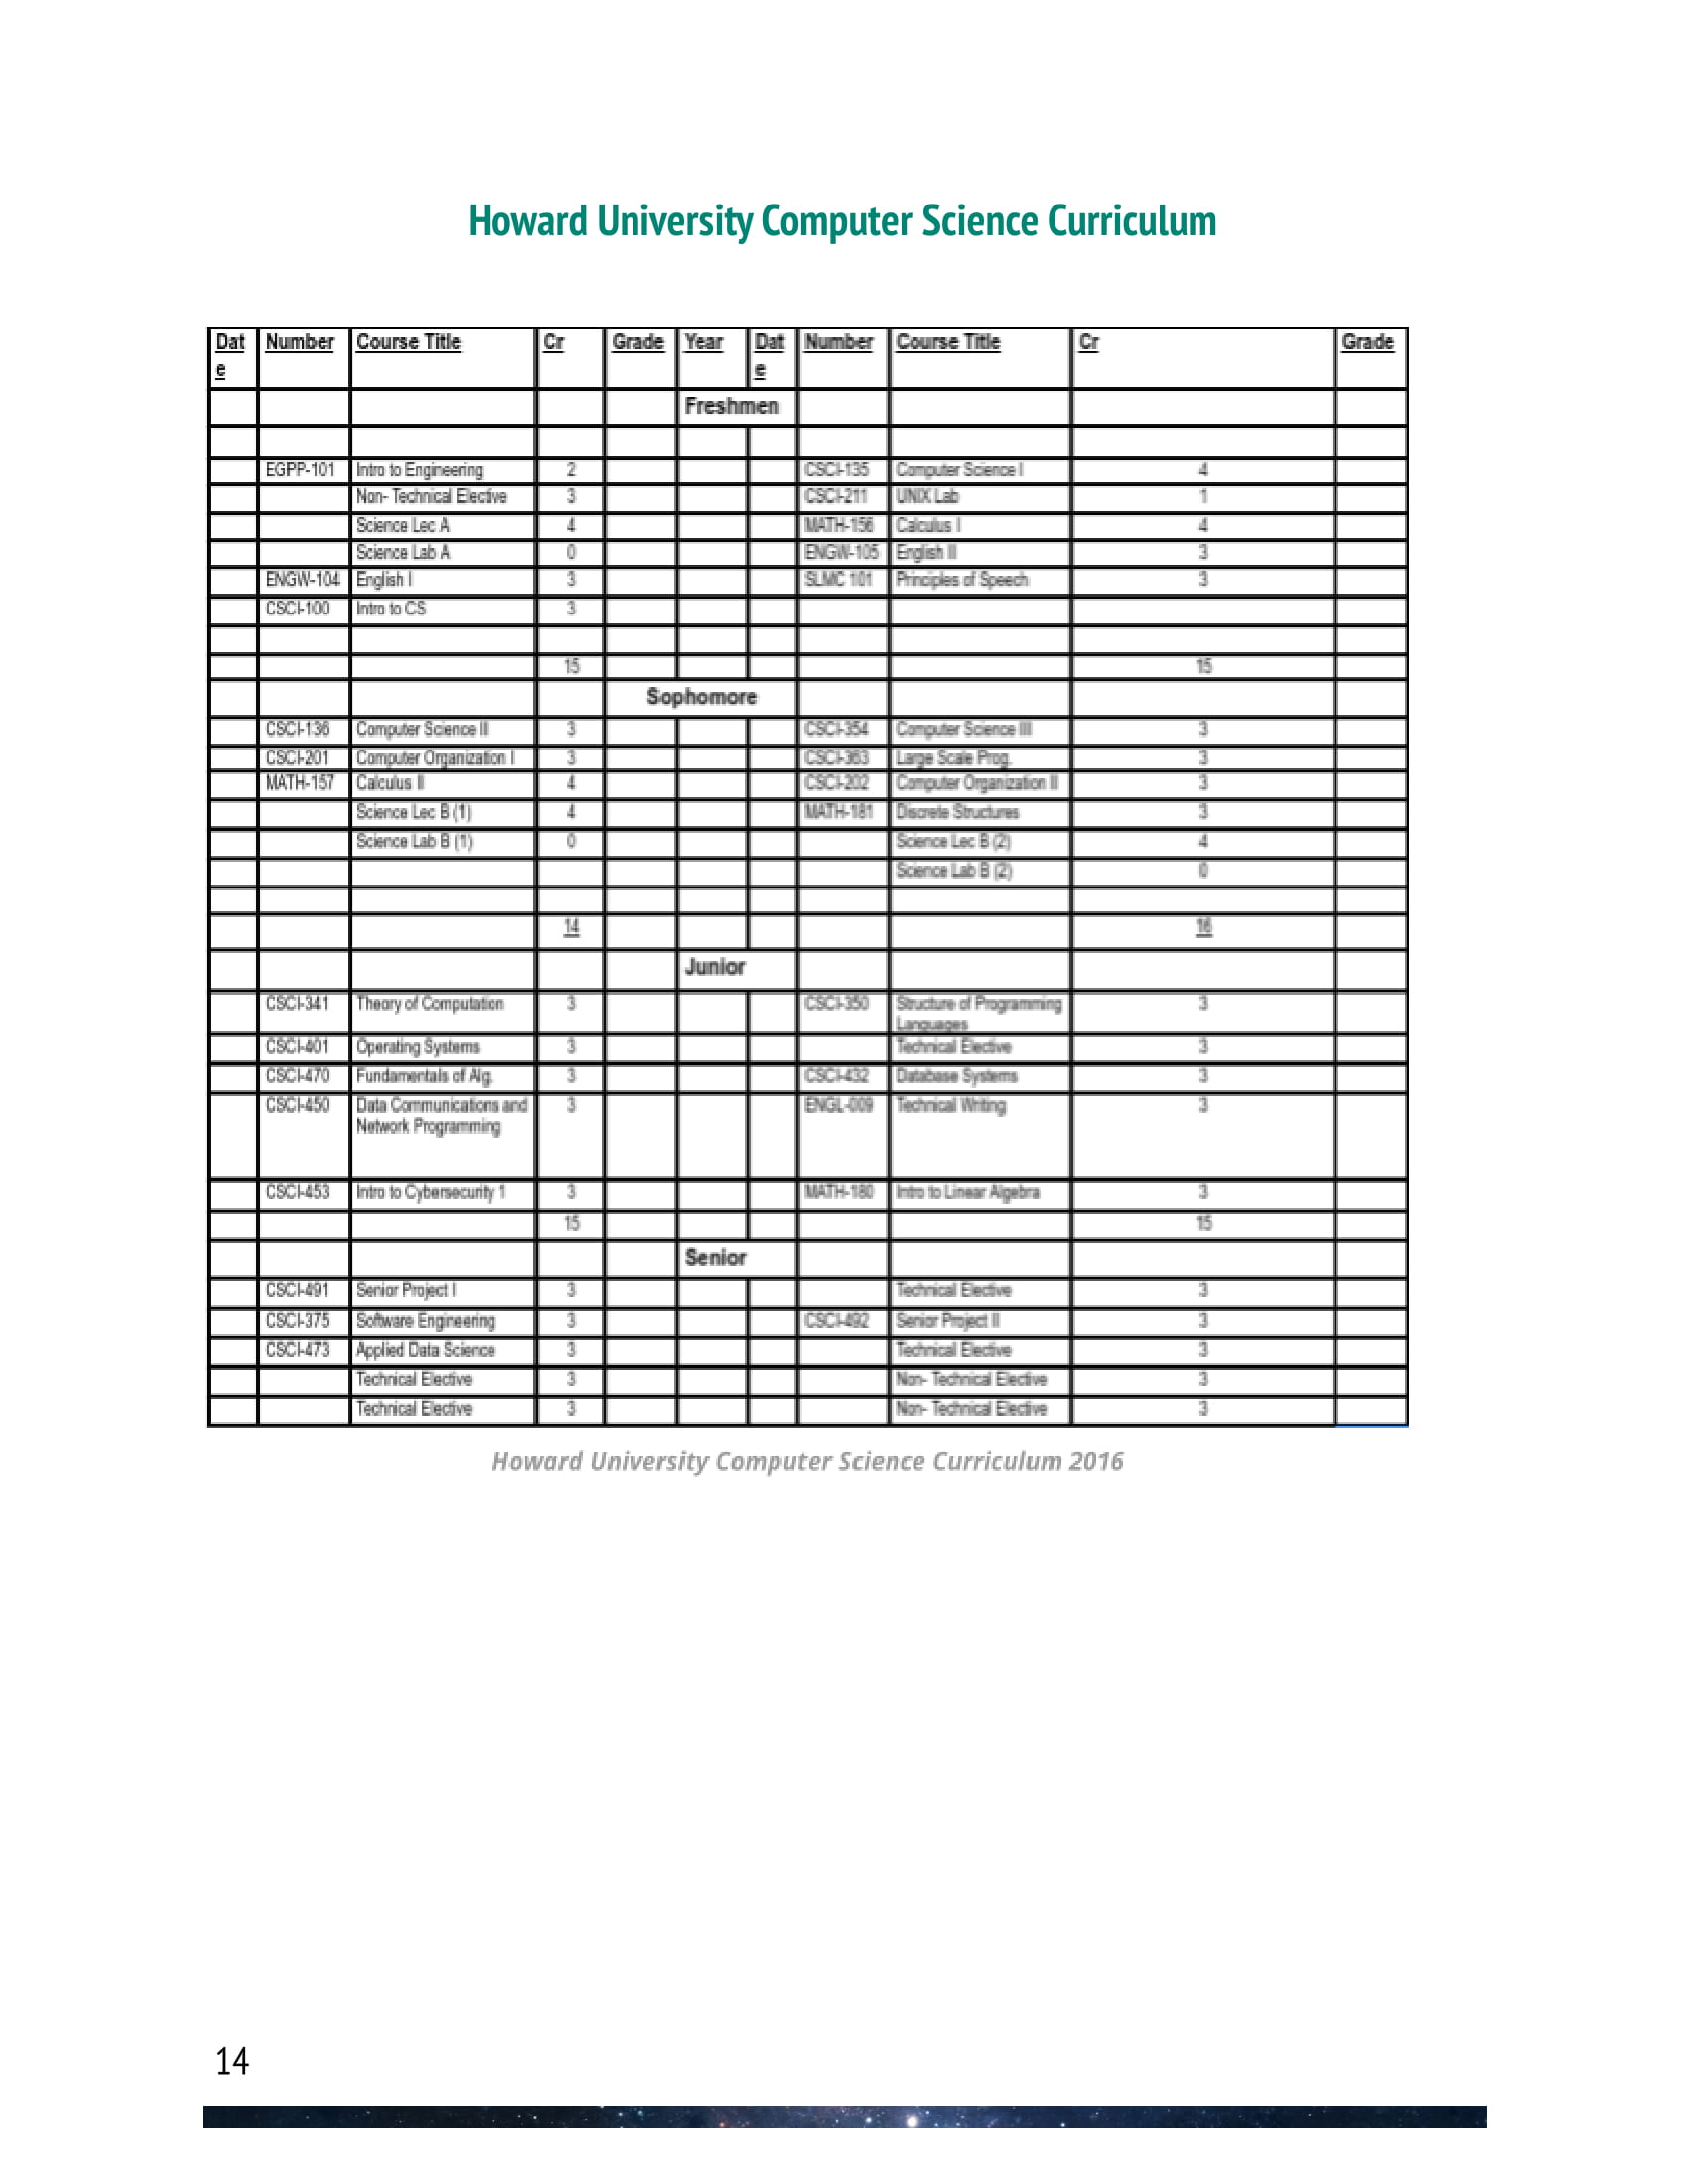 Howard University Computer Science Curriculum
Dat
e Number Course Title Cr Grade Year Dat
e Number Course Title Cr Grade
Freshmen
EGPP-101 Intro to Engineering 2 CSCI-135 Computer Science I 4
Non- Technical Elective 3 CSCI-211 UNIX Lab 1
Science Lec A 4 MATH-156 Calculus I 4
Science Lab A 0 ENGW-105 English II 3
ENGW-104 English I 3 SLMC 101 Principles of Speech 3
CSCI-100 Intro to CS 3
15 15
Sophomore
CSCI-136 Computer Science II 3 CSCI-354 Computer Science III 3
CSCI-201 Computer Organization I 3 CSCI-363 Large Scale Prog. 3
MATH-157 Calculus II 4 CSCI-202 Computer Organization II 3
Science Lec B (1) 4 MATH-181 Discrete Structures 3
Science Lab B (1) 0 Science Lec B (2) 4
Science Lab B (2) 0
14 16
Junior
CSCI-341 Theory of Computation 3 CSCI-350 Structure of Programming
Languages 3
CSCI-401 Operating Systems 3 Technical Elective 3
CSCI-470 Fundamentals of Alg. 3 CSCI-432 Database Systems 3
CSCI-450 Data Communications and
Network Programming 3 ENGL-009 Technical Writing 3
CSCI-453 Intro to Cybersecurity 1 3 MATH-180 Intro to Linear Algebra 3
15 15
Senior
CSCI-491 Senior Project I 3 Technical Elective 3
CSCI-375 Software Engineering 3 CSCI-492 Senior Project II 3
CSCI-473 Applied Data Science 3 Technical Elective 3
Technical Elective 3 Non- Technical Elective 3
Technical Elective 3 Non- Technical Elective 3
Howard University Computer Science Curriculum 2016
14